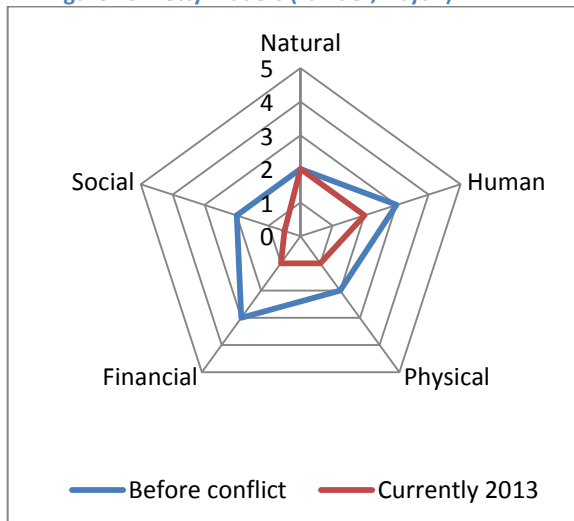 Natural
5
4
3
2
1
0
Social
Human
Financial
Physical
Before conflict
Currently 2013